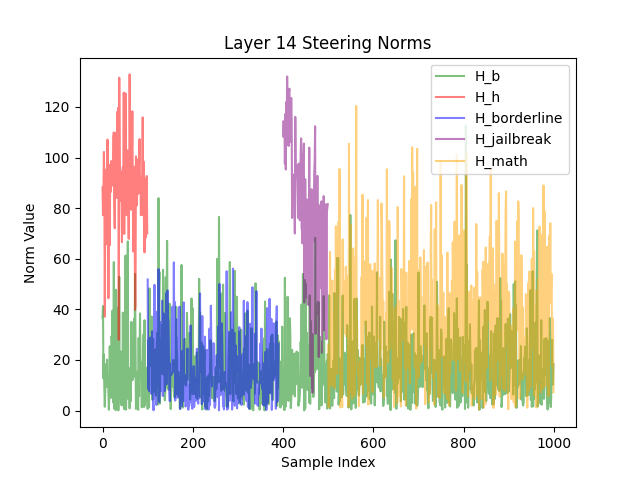 Layer 14 Steering Norms
H_b
H_h
H_borderline
H_jailbreak
H_math
Norm Value
120
100
80
60
40
20
0
0
200
400
600
800
1000
Sample Index